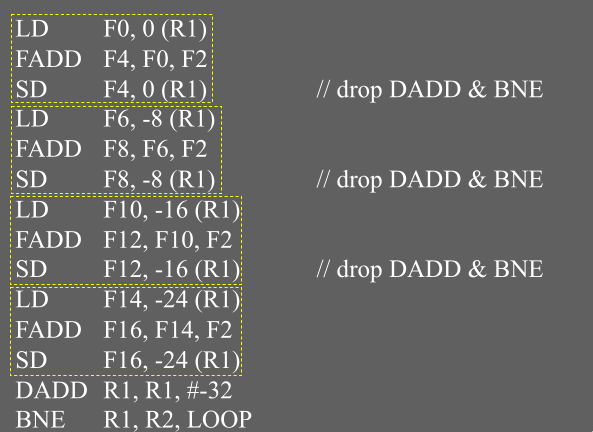 LD F0, 0 (R1)
FADD F4, F0, F2
SD F4, 0 (R1) // drop DADD & BNE
LD F6, -8 (R1)
FADD F8, F6, F2
SD F8, -8 (R1) // drop DADD & BNE
LD F10, -16 (R1)
FADD F12, F10, F2
SD F12, -16 (R1) // drop DADD & BNE
LD F14, -24 (R1)
FADD F16, F14, F2
SD F16, -24 (R1)
DADD R1, R1, #-32
BNE R1, R2, LOOP